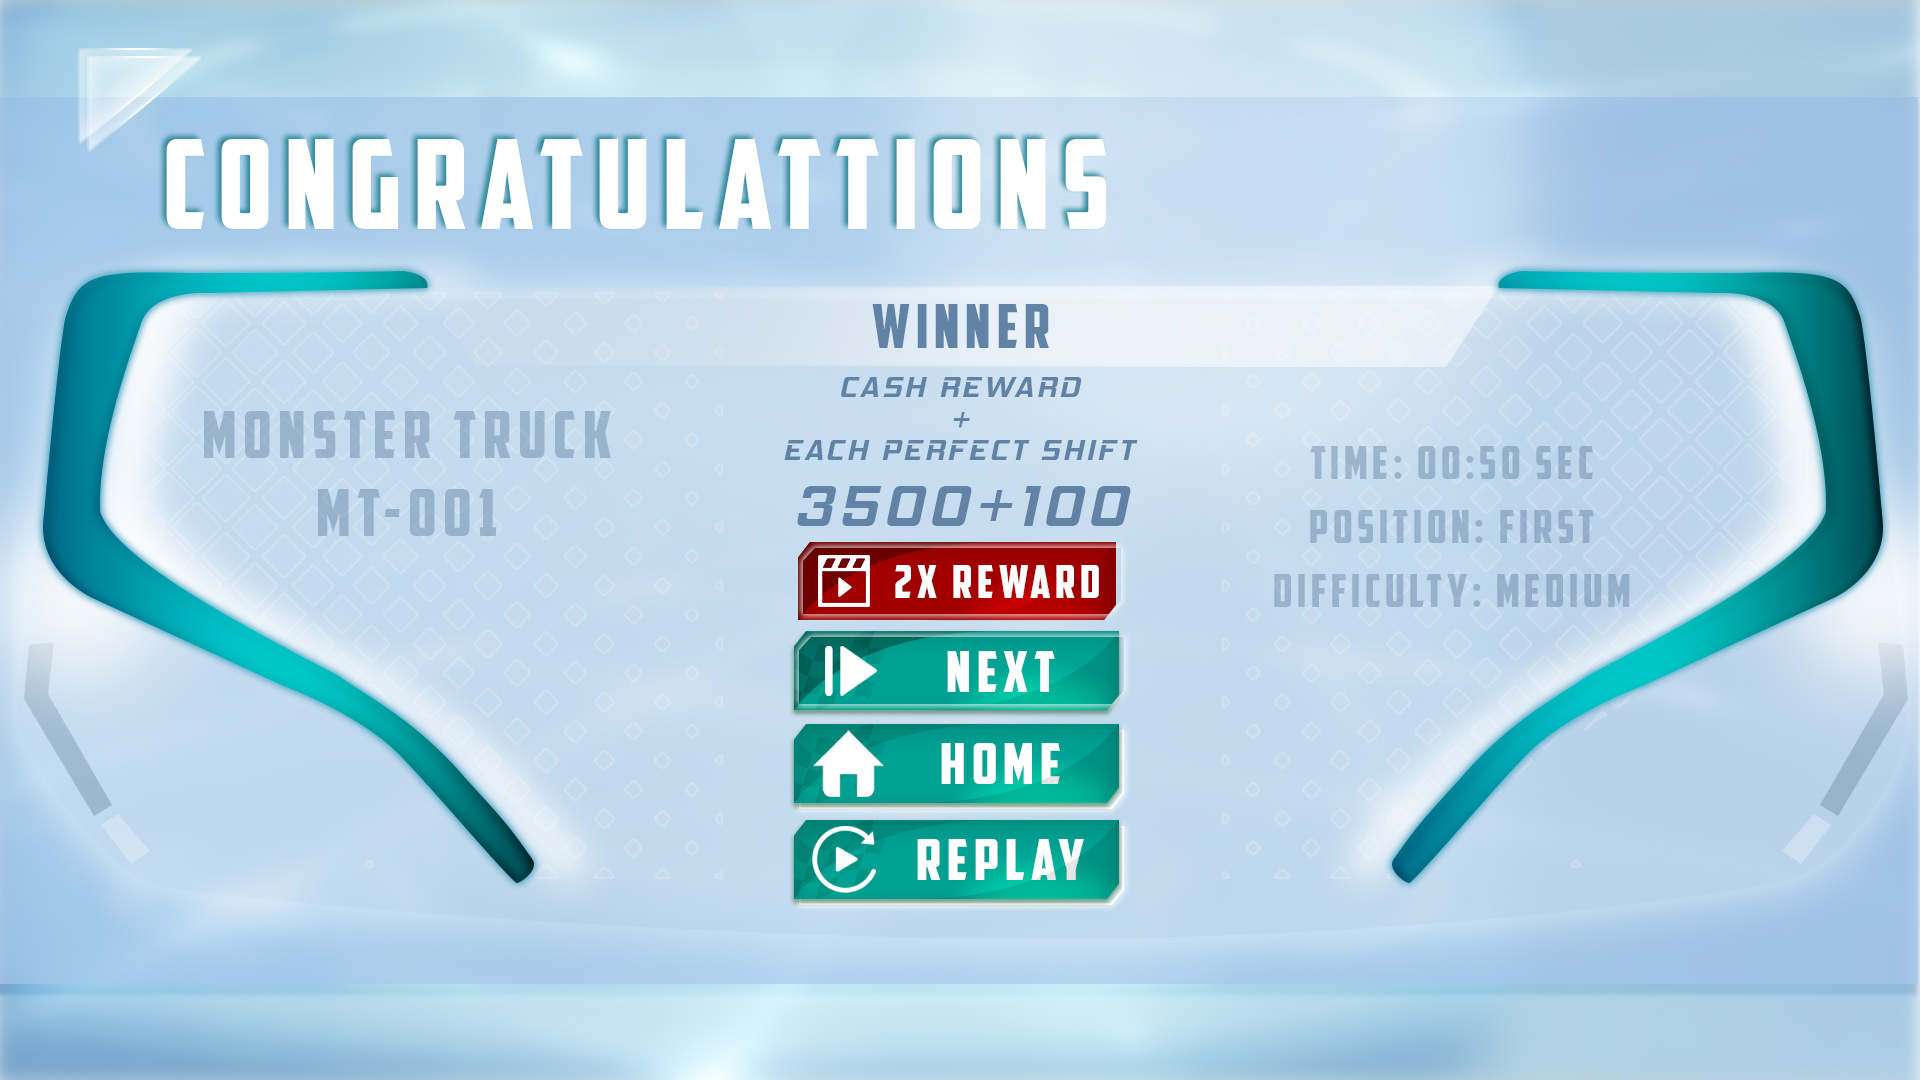 CONGRATULATTIONS
WINNER
CASH REWARD
+
EACH PERFECT SHIFT
3500+100
MONSTER TRUCK
MT-001
TIME: 00:50 SEC
POSITION: FIRST
DIFFICULTY: MEDIUM
2X REWARD
NEXT
HOME
REPLAY